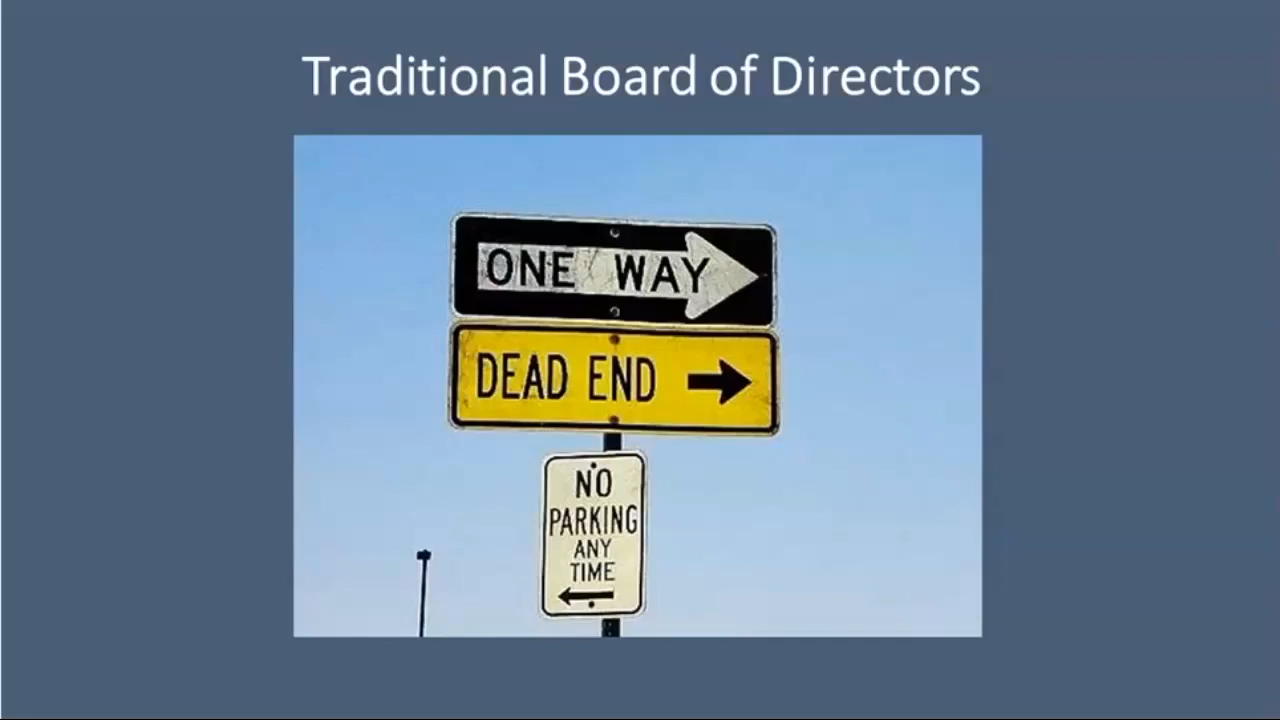 Traditional Board of Directors
ONE WAY
DEAD END
NO
PARKING
ANY
TIME